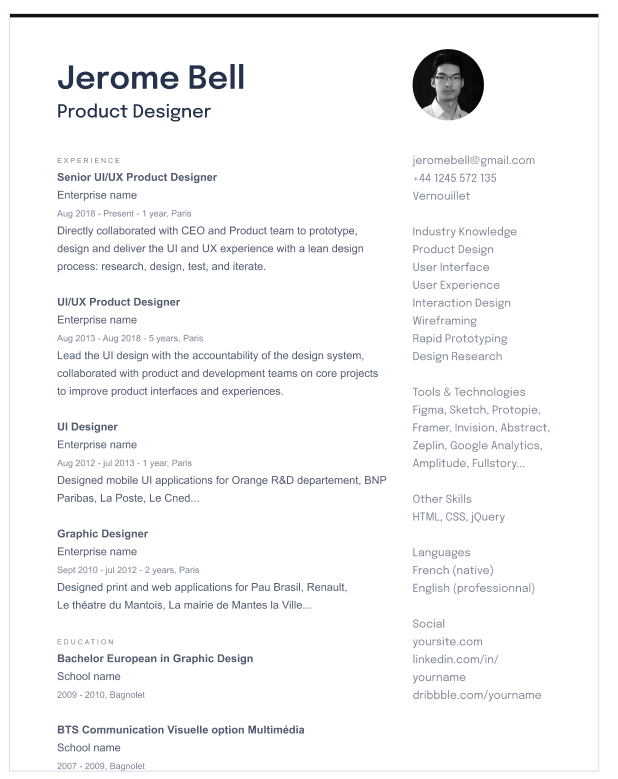 Jerome Bell
Product Designer
EXPERIENCE
Senior UI/UX Product Designer
Enterprise name
Aug 2018 - Present - 1 year, Paris
Directly collaborated with CEO and Product team to prototype,
design and deliver the UI and UX experience with a lean design
process: research, design, test, and iterate.
UI/UX Product Designer
Enterprise name
Aug 2013 - Aug 2018 - 5 years, Paris
Lead the UI design with the accountability of the design system,
collaborated with product and development teams on core projects
to improve product interfaces and experiences.
UI Designer
Enterprise name
Aug 2012 - jul 2013 - 1 year, Paris
Designed mobile UI applications for Orange R&D departement, BNP
Paribas, La Poste, Le Cned...
Graphic Designer
Enterprise name
Sept 2010 - jul 2012 - 2 years, Paris
Designed print and web applications for Pau Brasil, Renault,
Le théatre du Mantois, La mairie de Mantes la Ville...
EDUCATION
Bachelor European in Graphic Design
School name
2009 - 2010, Bagnolet
BTS Communication Visuelle option Multimédia
School name
2007 - 2009, Bagnolet
jeromebell@gmail.com
+44 1245 572 135
Vernouillet
Industry Knowledge
Product Design
User Interface
User Experience
Interaction Design
Wireframing
Rapid Prototyping
Design Research
Tools & Technologies
Figma, Sketch, Protopie,
Framer, Invision, Abstract,
Zeplin, Google Analytics,
Amplitude, Fullstory...
Other Skills
HTML, CSS, jQuery
Languages
French (native)
English (professionnal)
Social
yoursite.com
linkedin.com/in/
yourname
dribbble.com/yourname